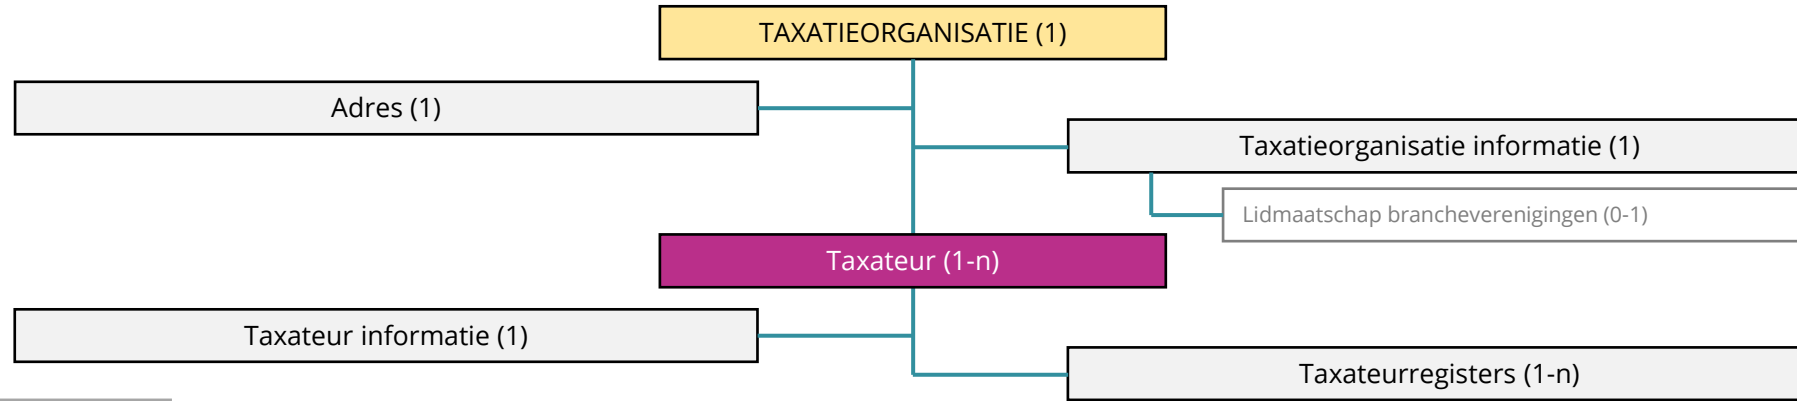 TAXATIEORGANISATIE (1)
Adres (1)
Taxatieorganisatie informatie (1)
Lidmaatschap brancheverenigingen (0-1)
Taxateur (1-n)
Taxateur informatie (1)
Taxateurregisters (1-n)